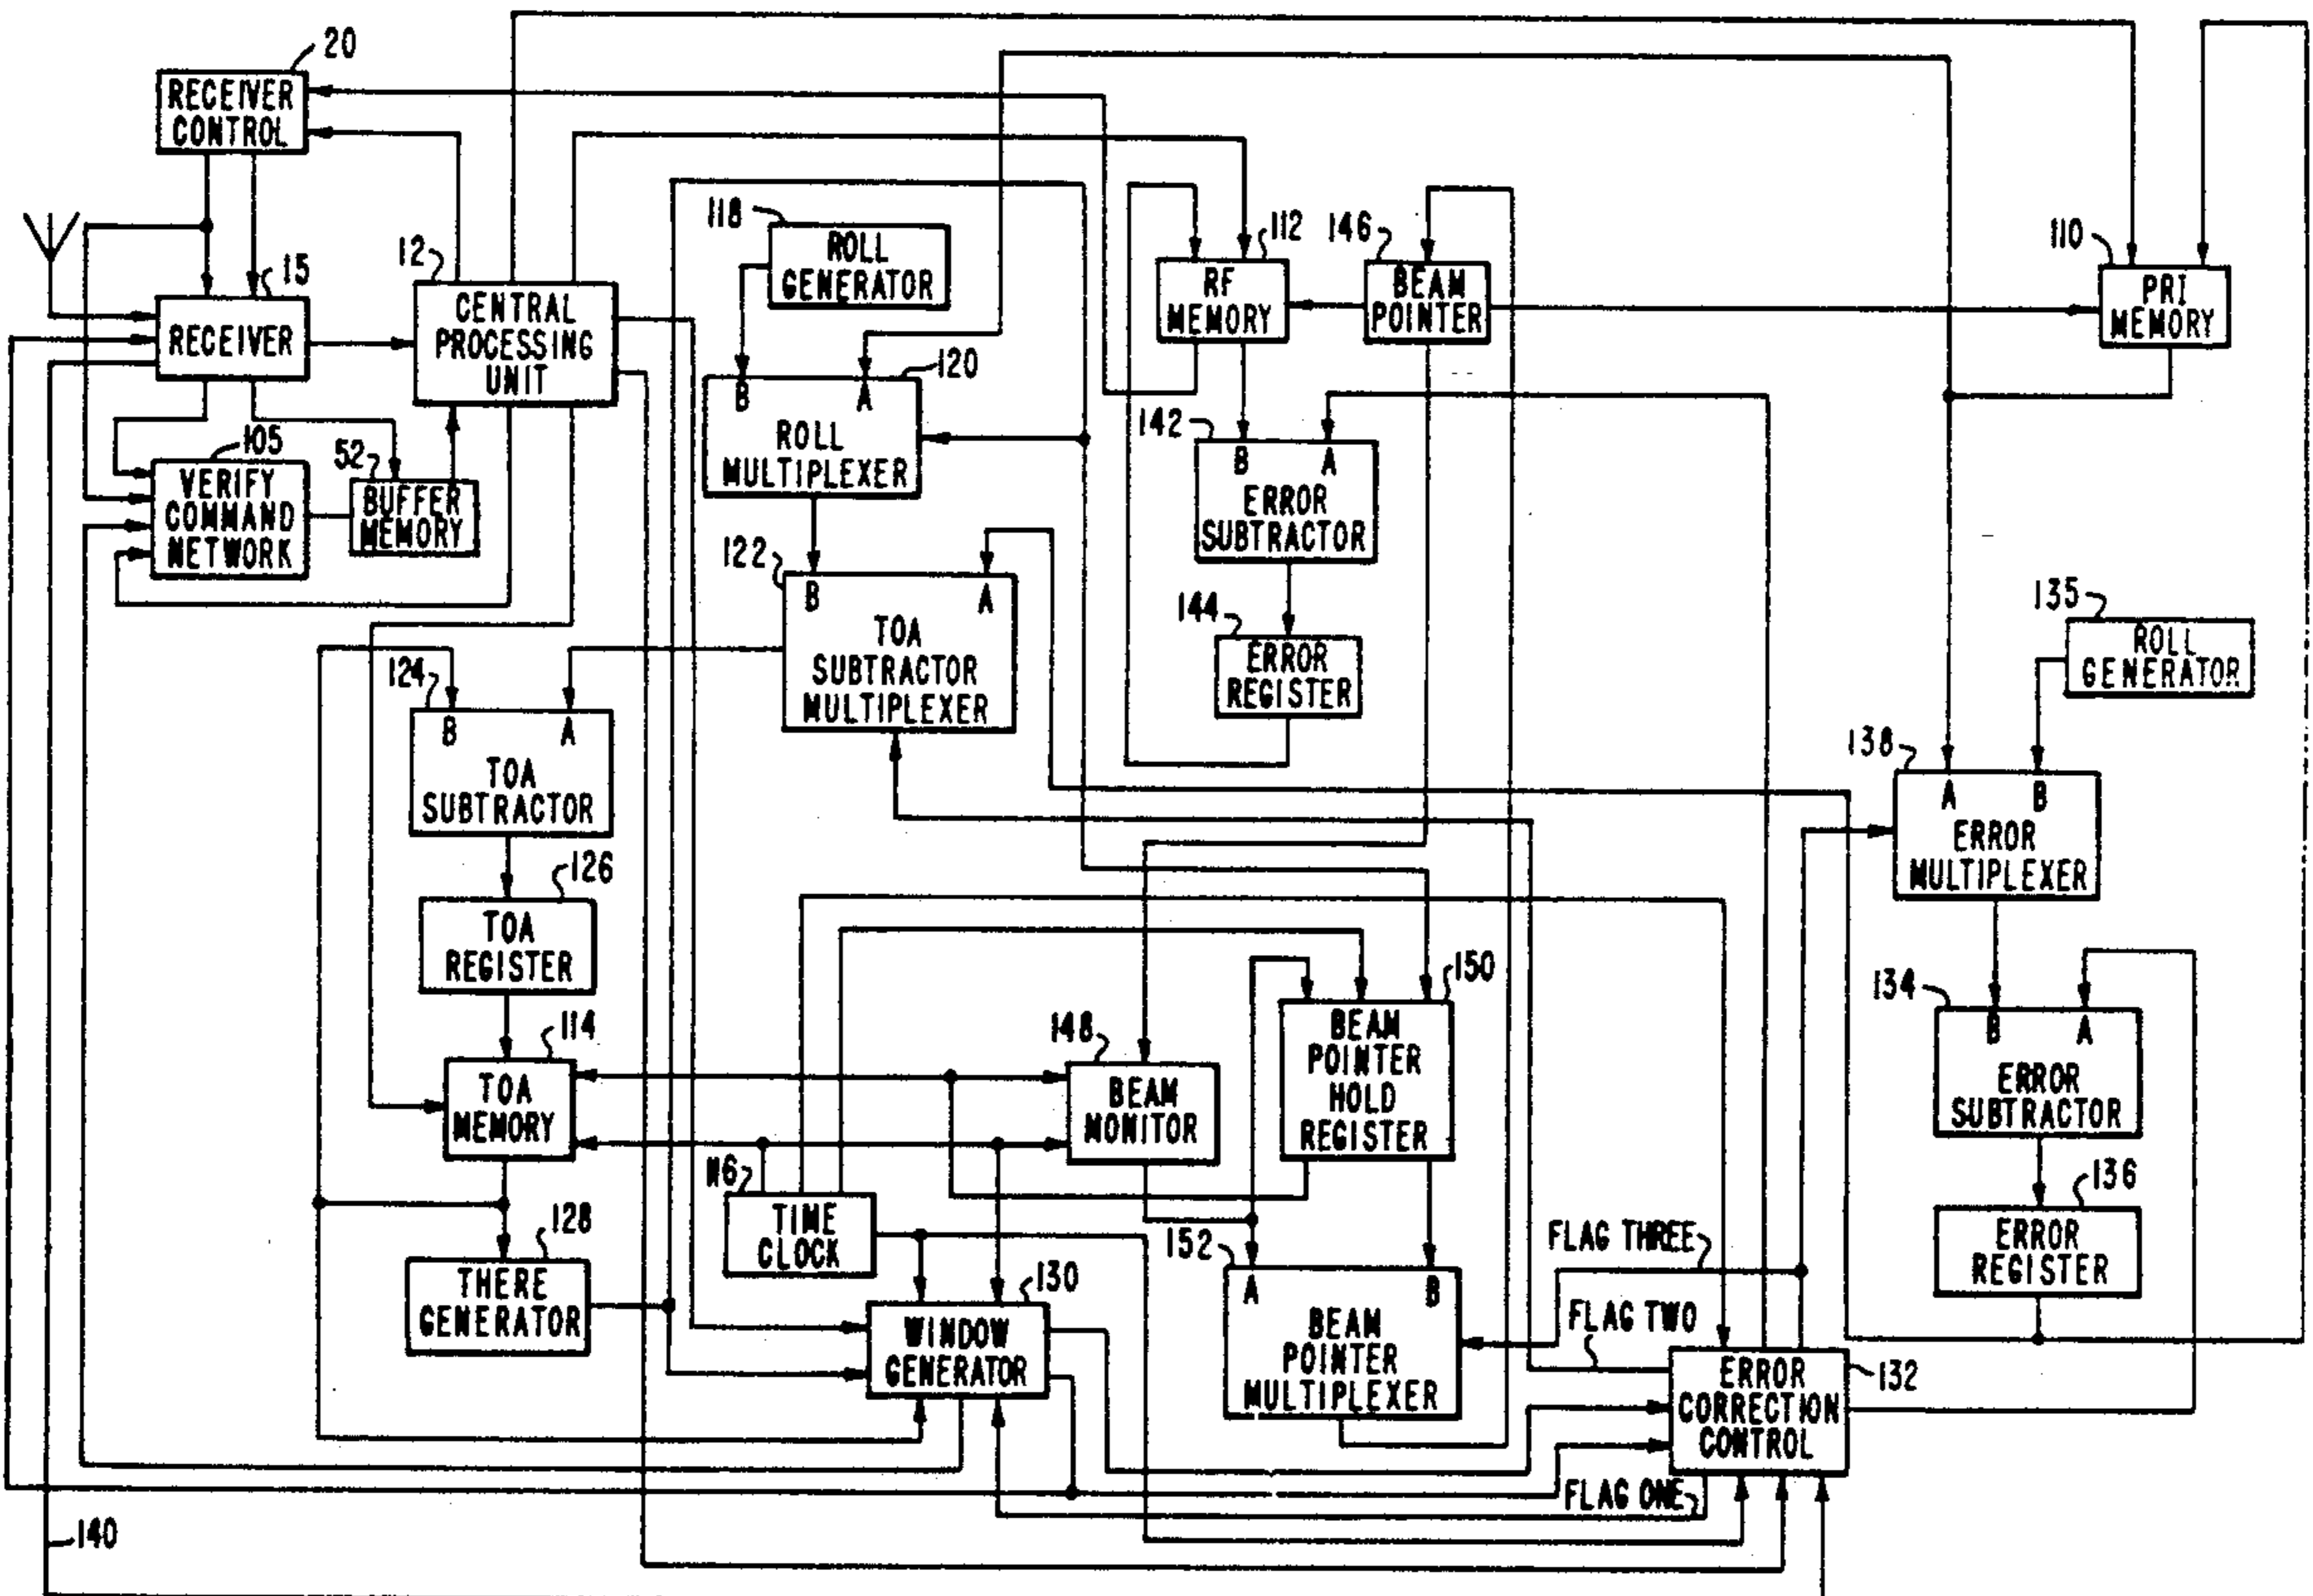 20
RECEIVER
CONTROL
15
RECEIVER
12
CENTRAL
PROCESSING
UNIT
105
VERIFY
COMMAND
NETWORK
52
BUFFER
MEMORY
118
ROLL
GENERATOR
120
B A
ROLL
MULTIPLEXER
112
RF
MEMORY
146
BEAM
POINTER
110
PRI
MEMORY
142
B A
ERROR
SUBTRACTOR
144
ERROR
REGISTER
122
B A
TOA
SUBTRACTOR
MULTIPLEXER
124
B A
TOA
SUBTRACTOR
126
TOA
REGISTER
114
TOA
MEMORY
128
THERE
GENERATOR
135
ROLL
GENERATOR
138
A B
ERROR
MULTIPLEXER
134
B A
ERROR
SUBTRACTOR
136
ERROR
REGISTER
148
BEAM
MONITOR
150
BEAM
POINTER
HOLD
REGISTER
M6
TIME
CLOCK
130
WINDOW
GENERATOR
152
A B
BEAM
POINTER
MULTIPLEXER
FLAG THREE
FLAG TWO
132
ERROR
CORRECTION
CONTROL
FLAG ONE
140